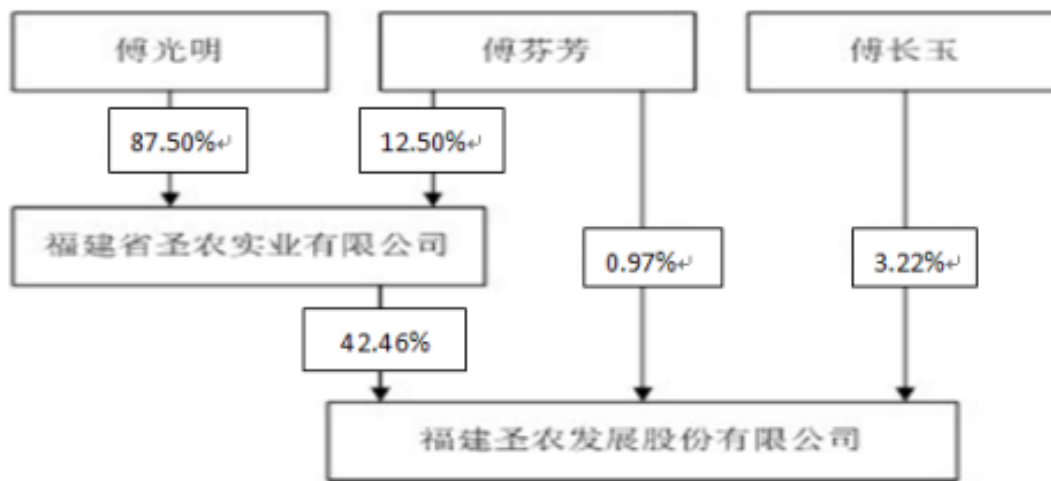 傅光明
傅芬芳
傅长玉
87.50%↵
12.50%↵
福建省圣农实业有限公司
0.97%↵
3.22%↵
42.46%
福建圣农发展股份有限公司